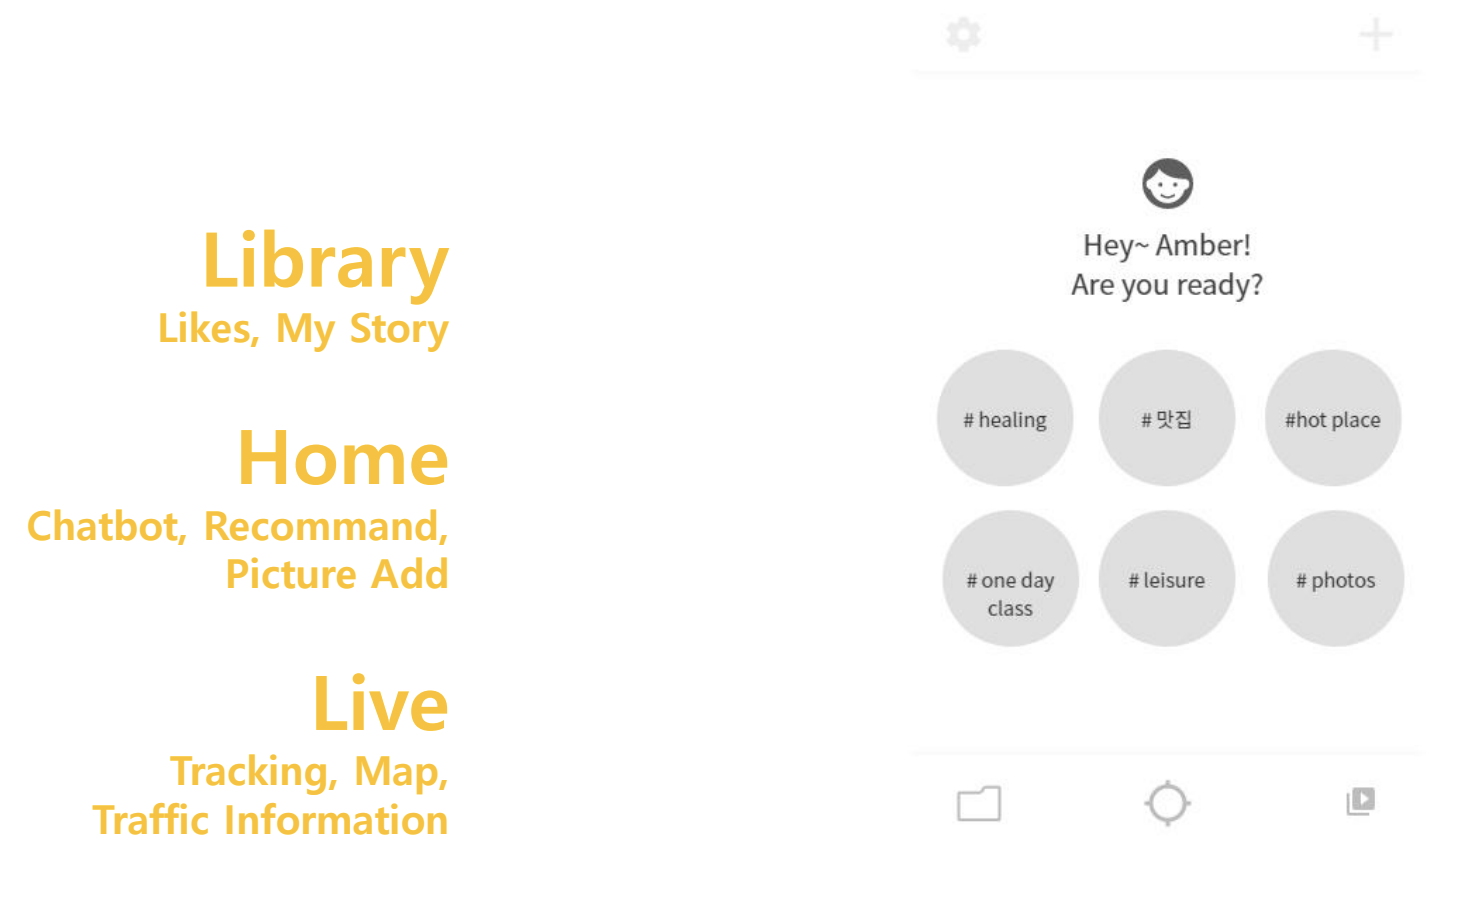 Library
Likes, My Story
Home
Chatbot, Recommand,
Picture Add
Live
Tracking, Map,
Traffic Information
Hey~ Amber!
Are you ready?
# healing
# 맛집
#hot place
# one day
class
# leisure
# photos